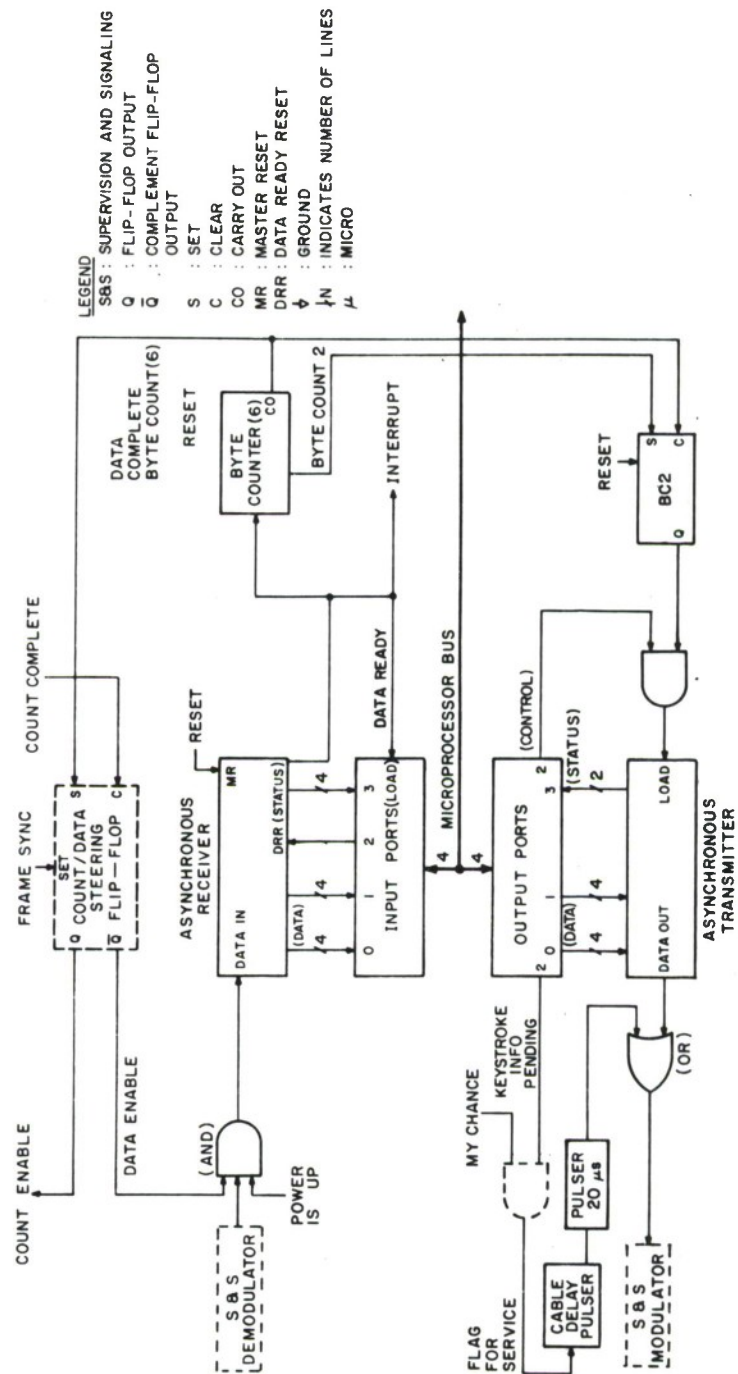 COUNT ENABLE
FRAME SYNC
COUNT COMPLETE
SET
Q COUNT/DATA S
STEERING
Q̅ FLIP-FLOP C
DATA ENABLE
DATA
COMPLETE
BYTE COUNT(6)
RESET
BYTE
COUNTER(6)
CO
BYTE COUNT 2
INTERRUPT
LEGEND
S&S : SUPERVISION AND SIGNALING
Q : FLIP-FLOP OUTPUT
Q̅ : COMPLEMENT FLIP-FLOP
OUTPUT
S : SET
C : CLEAR
CO : CARRY OUT
MR : MASTER RESET
DRR : DATA READY RESET
: GROUND
N : INDICATES NUMBER OF LINES
μ : MICRO
S & S
DEMODULATOR
(AND)
POWER
IS UP
ASYNCHRONOUS
RECEIVER
RESET
MR
DATA IN
DRR (STATUS)
(DATA)
4 4 4
0 1 2 3
INPUT PORTS(LOAD)
DATA READY
4
MICROPROCESSOR BUS
4
OUTPUT PORTS
2 0 1 3 2
(DATA)
4 4 2
(STATUS)
(CONTROL)
DATA OUT LOAD
ASYNCHRONOUS
TRANSMITTER
RESET
S
BC2
Q C
MY CHANCE
KEYSTROKE
INFO
PENDING
FLAG
FOR
SERVICE
CABLE
DELAY
PULSER
PULSER
20 μs
(OR)
S & S
MODULATOR